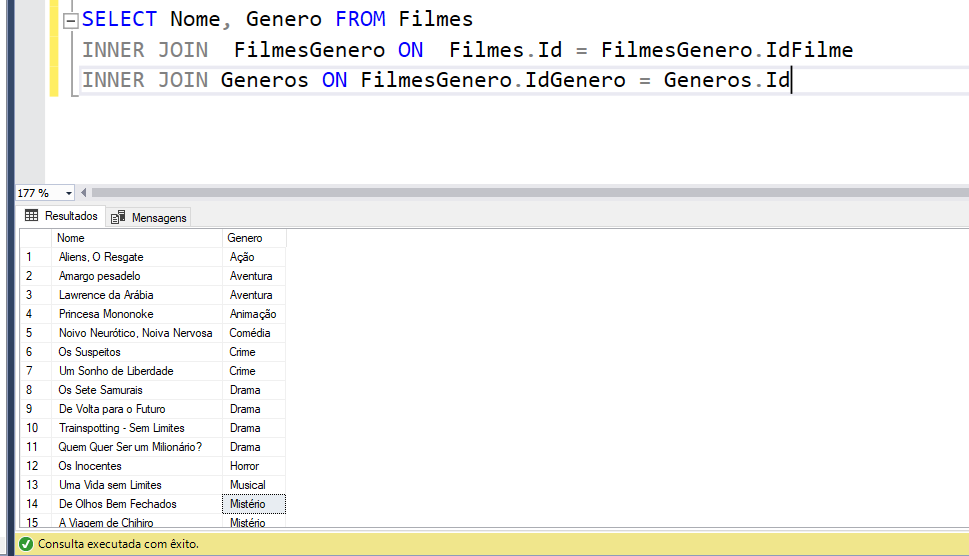 SELECT Nome, Genero FROM Filmes
INNER JOIN  FilmesGenero ON  Filmes.Id = FilmesGenero.IdFilme
INNER JOIN Generos ON FilmesGenero.IdGenero = Generos.Id
177 %
Resultados Mensagens
Nome Genero
1 Aliens, O Resgate Ação
2 Amargo pesadelo Aventura
3 Lawrence da Arábia Aventura
4 Princesa Mononoke Animação
5 Noivo Neurótico, Noiva Nervosa Comédia
6 Os Suspeitos Crime
7 Um Sonho de Liberdade Crime
8 Os Sete Samurais Drama
9 De Volta para o Futuro Drama
10 Trainspotting - Sem Limites Drama
11 Quem Quer Ser um Milionário? Drama
12 Os Inocentes Horror
13 Uma Vida sem Limites Musical
14 De Olhos Bem Fechados Mistério
15 A Viagem de Chihiro Mistério
Consulta executada com êxito.